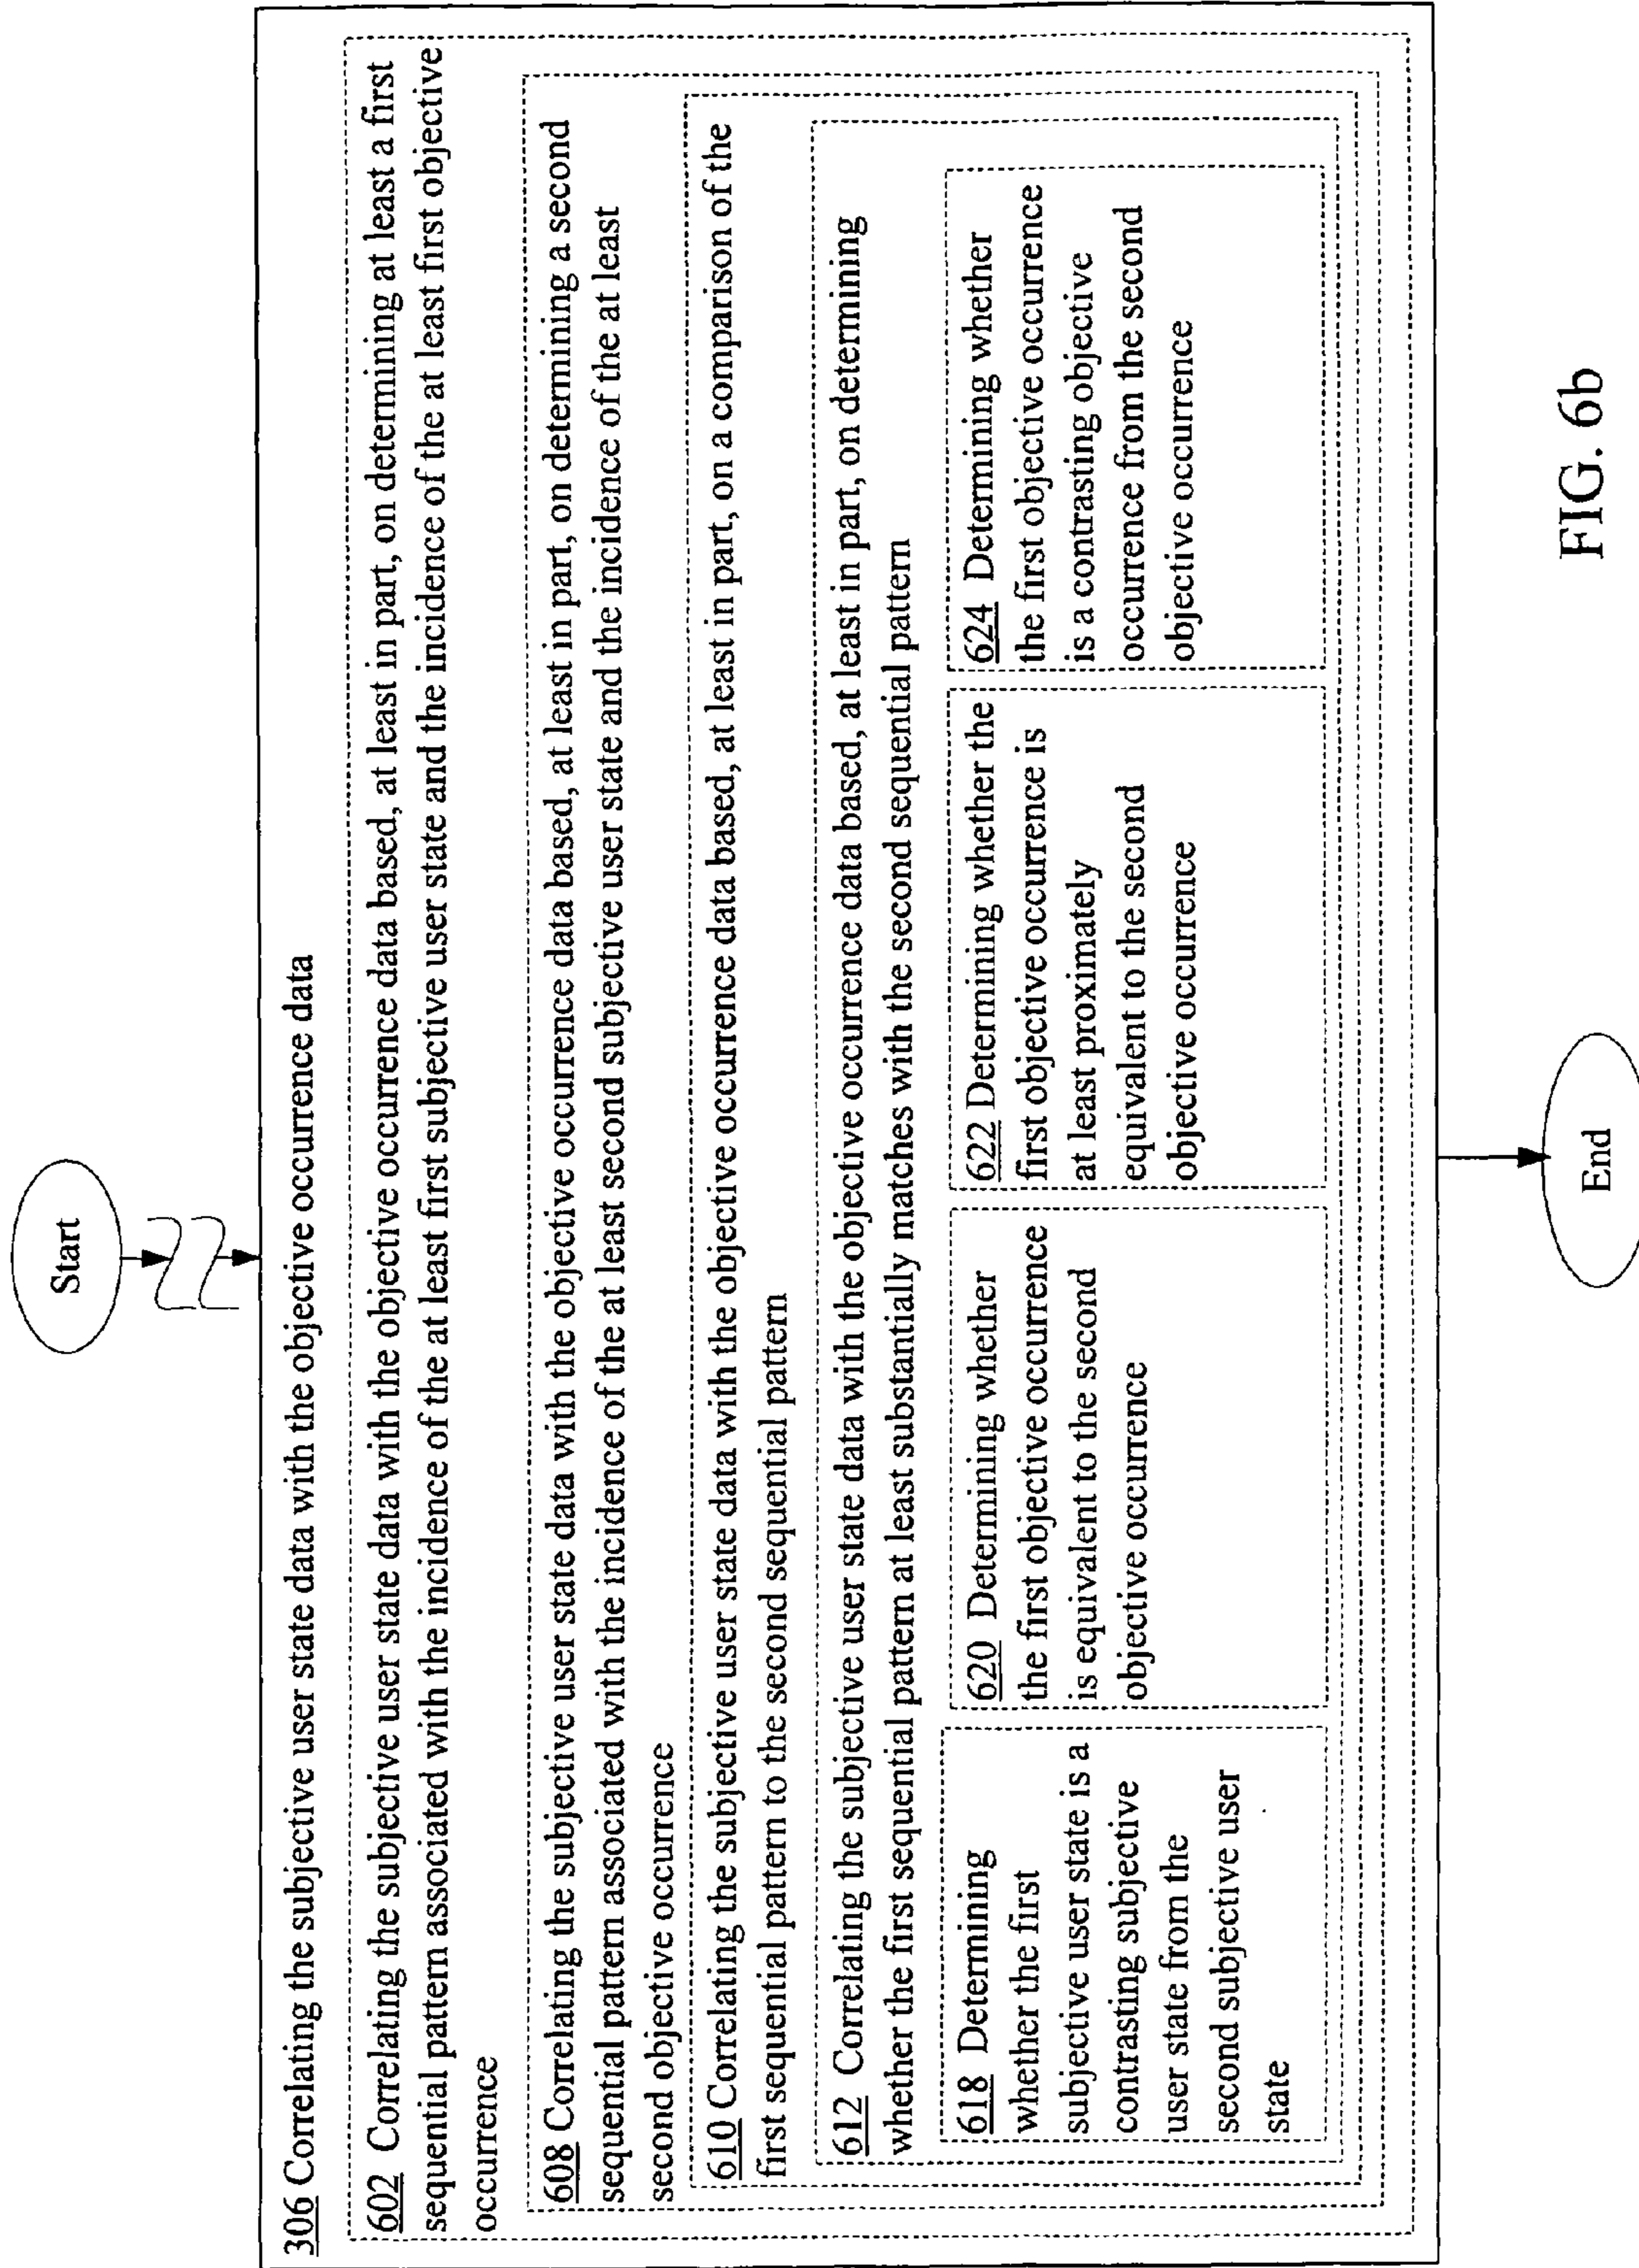 Start
306 Correlating the subjective user state data with the objective occurrence data
602 Correlating the subjective user state data with the objective occurrence data based, at least in part, on determining at least a first
sequential pattern associated with the incidence of the at least first subjective user state and the incidence of the at least first objective
occurrence
608 Correlating the subjective user state data with the objective occurrence data based, at least in part, on determining a second
sequential pattern associated with the incidence of the at least second subjective user state and the incidence of the at least
second objective occurrence
610 Correlating the subjective user state data with the objective occurrence data based, at least in part, on a comparison of the
first sequential pattern to the second sequential pattern
612 Correlating the subjective user state data with the objective occurrence data based, at least in part, on determining
whether the first sequential pattern at least substantially matches with the second sequential pattern
618 Determining
whether the first
subjective user state is a
contrasting subjective
user state from the
second subjective user
state
620 Determining whether
the first objective occurrence
is equivalent to the second
objective occurrence
622 Determining whether the
first objective occurrence is
at least proximately
equivalent to the second
objective occurrence
624 Determining whether
the first objective occurrence
is a contrasting objective
occurrence from the second
objective occurrence
End
FIG. 6b